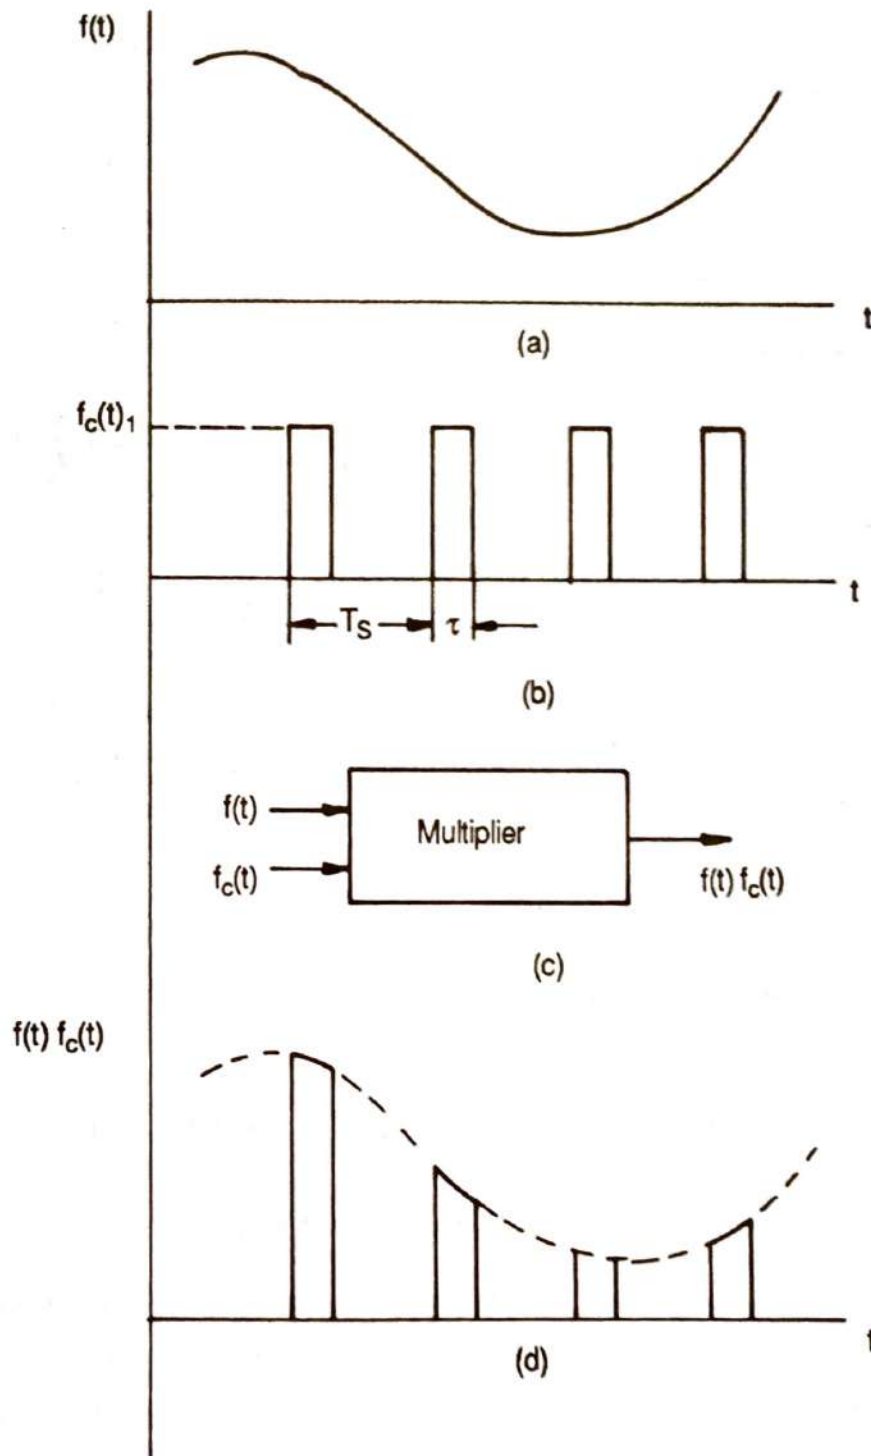 f(t)
t
(a)
f_c(t)_1
t
T_S τ
(b)
f(t)
Multiplier
f_c(t)
f(t) f_c(t)
(c)
f(t) f_c(t)
t
(d)